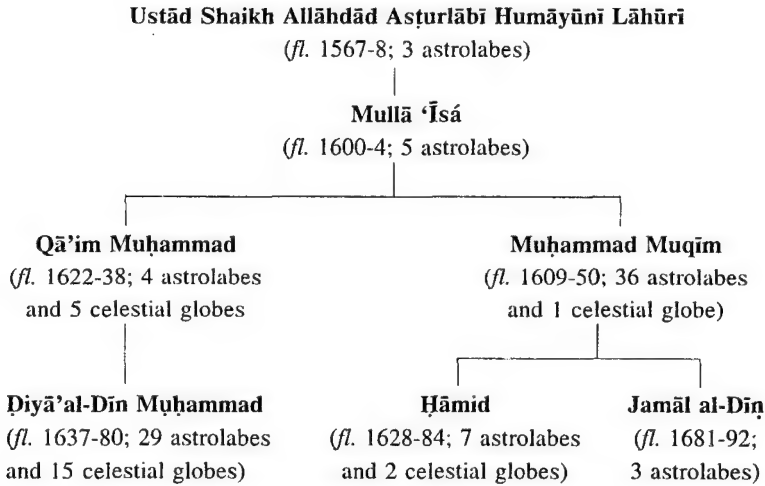 Ustād Shaikh Allāhdād Asṭurlābī Humāyūnī Lāhūrī
(fl. 1567-8; 3 astrolabes)
Mullā ‘Īsá
(fl. 1600-4; 5 astrolabes)
Qā’im Muḥammad
(fl. 1622-38; 4 astrolabes
and 5 celestial globes
Muḥammad Muqīm
(fl. 1609-50; 36 astrolabes
and 1 celestial globe)
Ḍiyā’al-Dīn Muḥammad
(fl. 1637-80; 29 astrolabes
and 15 celestial globes)
Ḥāmid
(fl. 1628-84; 7 astrolabes
and 2 celestial globes)
Jamāl al-Dīṇ
(fl. 1681-92;
3 astrolabes)